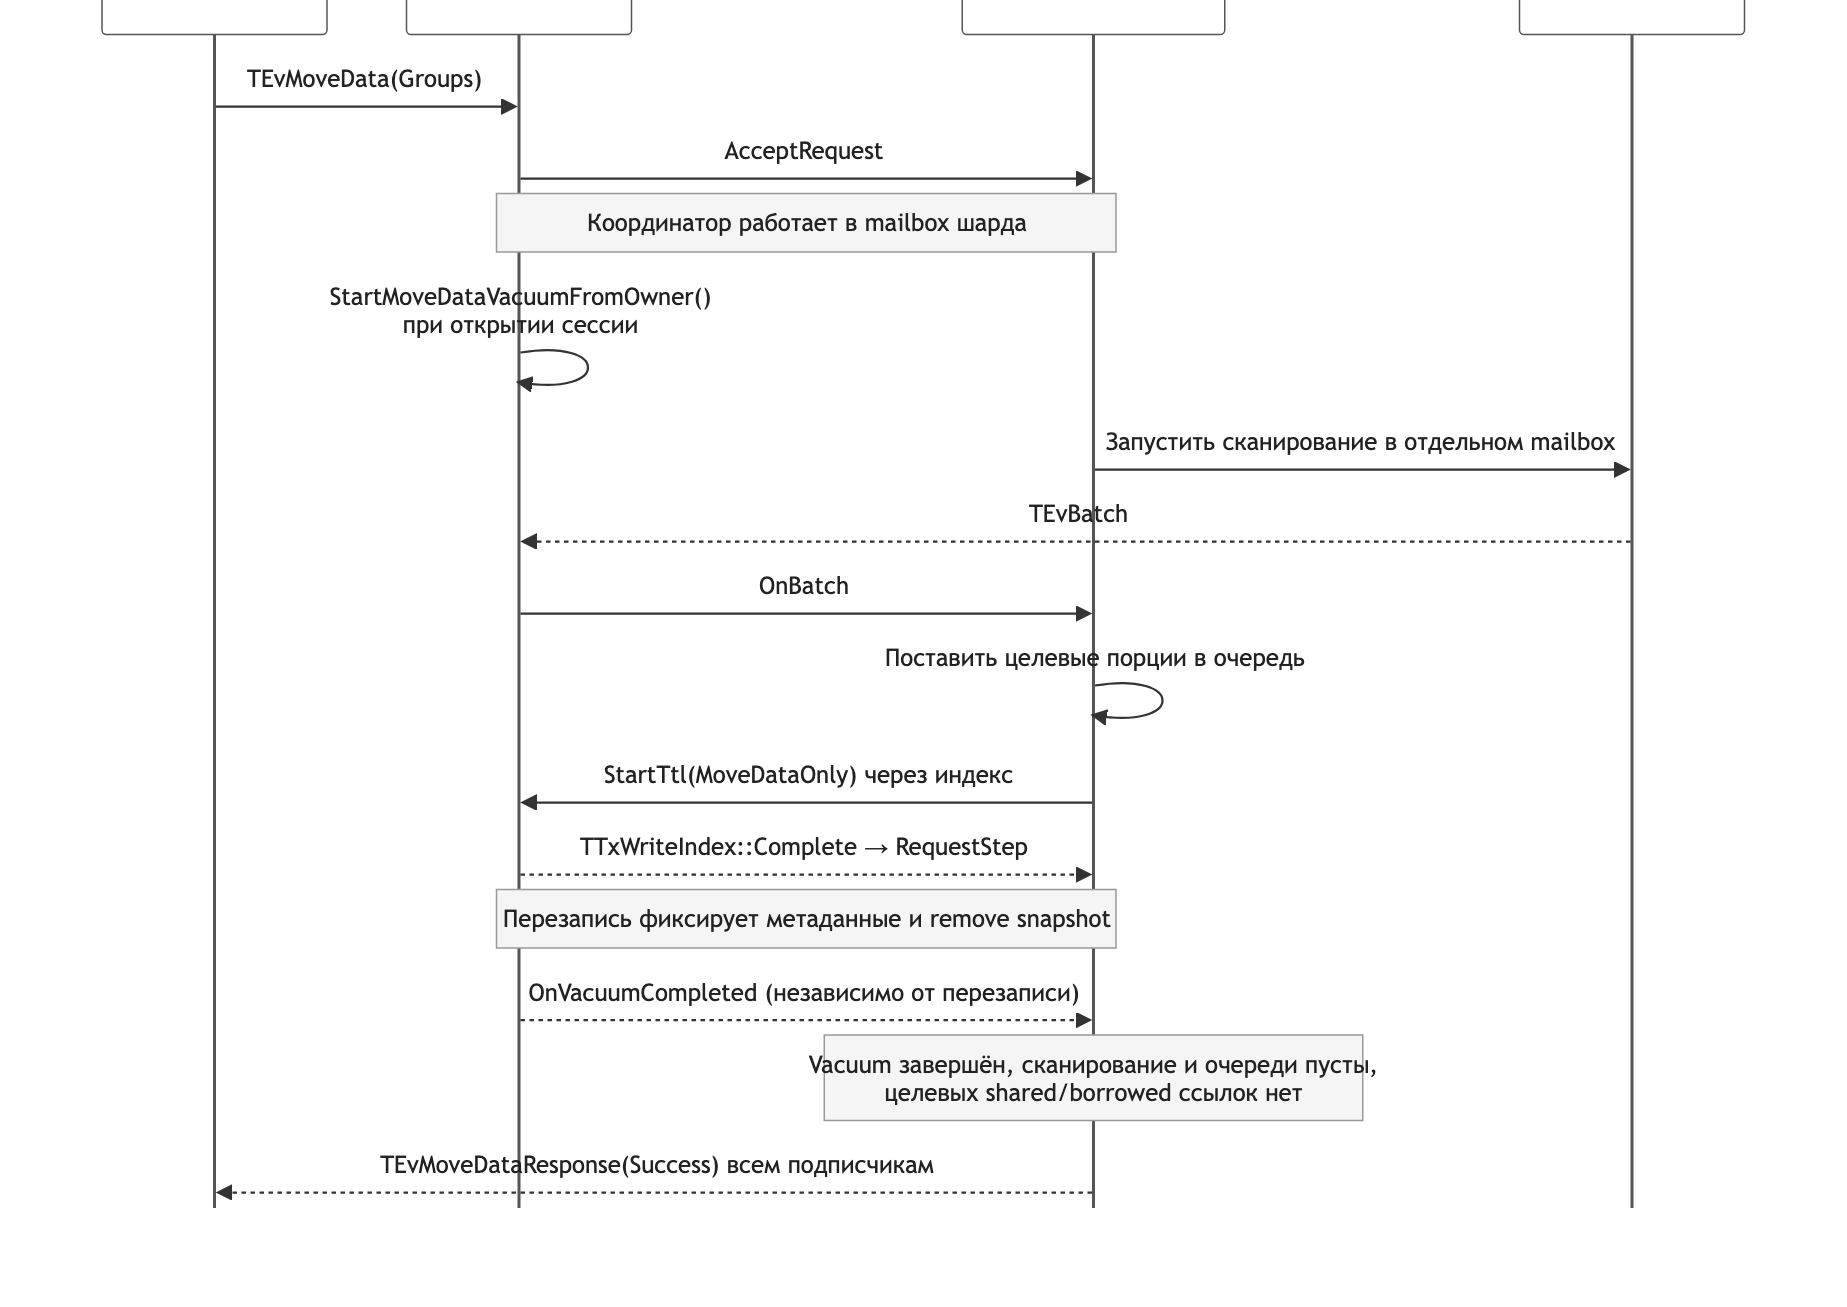 TEvMoveData(Groups)
AcceptRequest
Координатор работает в mailbox шарда
StartMoveDataVacuumFromOwner()
при открытии сессии
Запустить сканирование в отдельном mailbox
TEvBatch
OnBatch
Поставить целевые порции в очередь
StartTtl(MoveDataOnly) через индекс
TTxWriteIndex::Complete → RequestStep
Перезапись фиксирует метаданные и remove snapshot
OnVacuumCompleted (независимо от перезаписи)
Vacuum завершён, сканирование и очереди пусты,
целевых shared/borrowed ссылок нет
TEvMoveDataResponse(Success) всем подписчикам